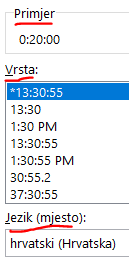 Primjer
0:20:00
Vrsta:
*13:30:55
13:30
1:30 PM
13:30:55
1:30:55 PM
30:55.2
37:30:55
Jezik (mjesto):
hrvatski (Hrvatska)